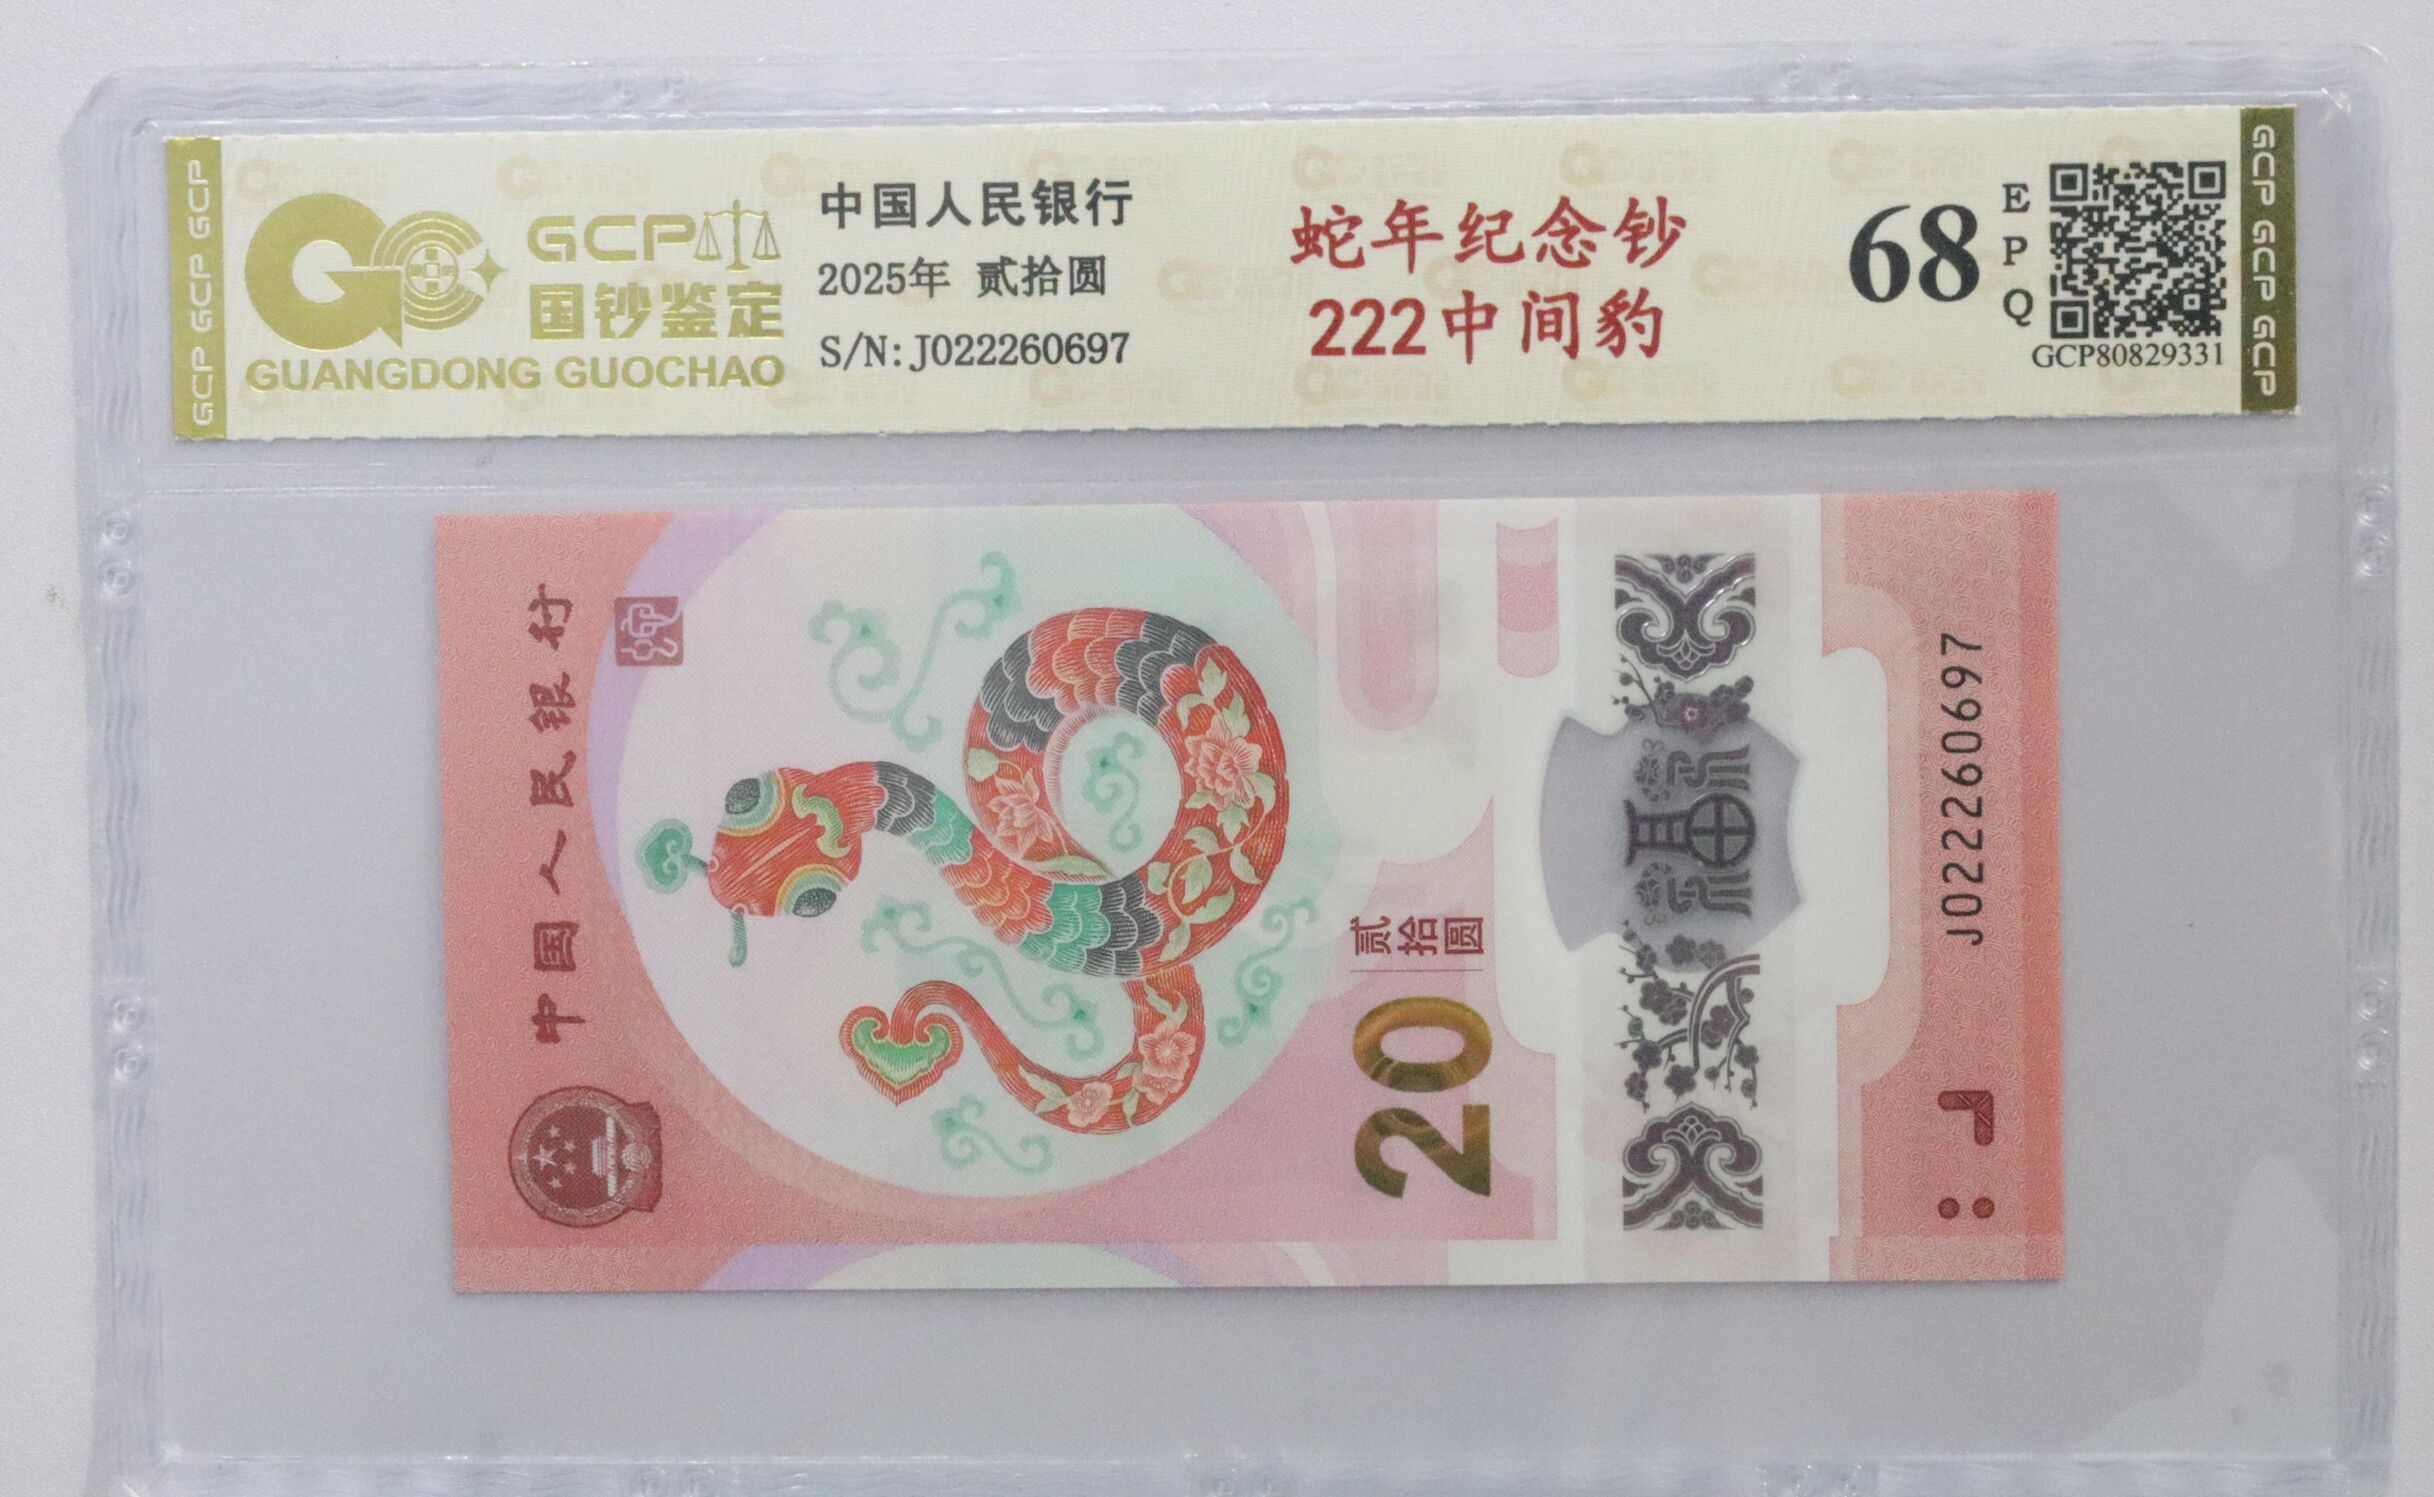 GCP GCP GCP
GCP
国钞鉴定
GUANGDONG GUOCHAO
中国人民银行
2025年 贰拾圆
S/N:J022260697
蛇年纪念钞
222中间豹
68
EPQ
GCP80829331
GCP GCP GCP
中国人民银行
贰拾圆
20
福
J022260697